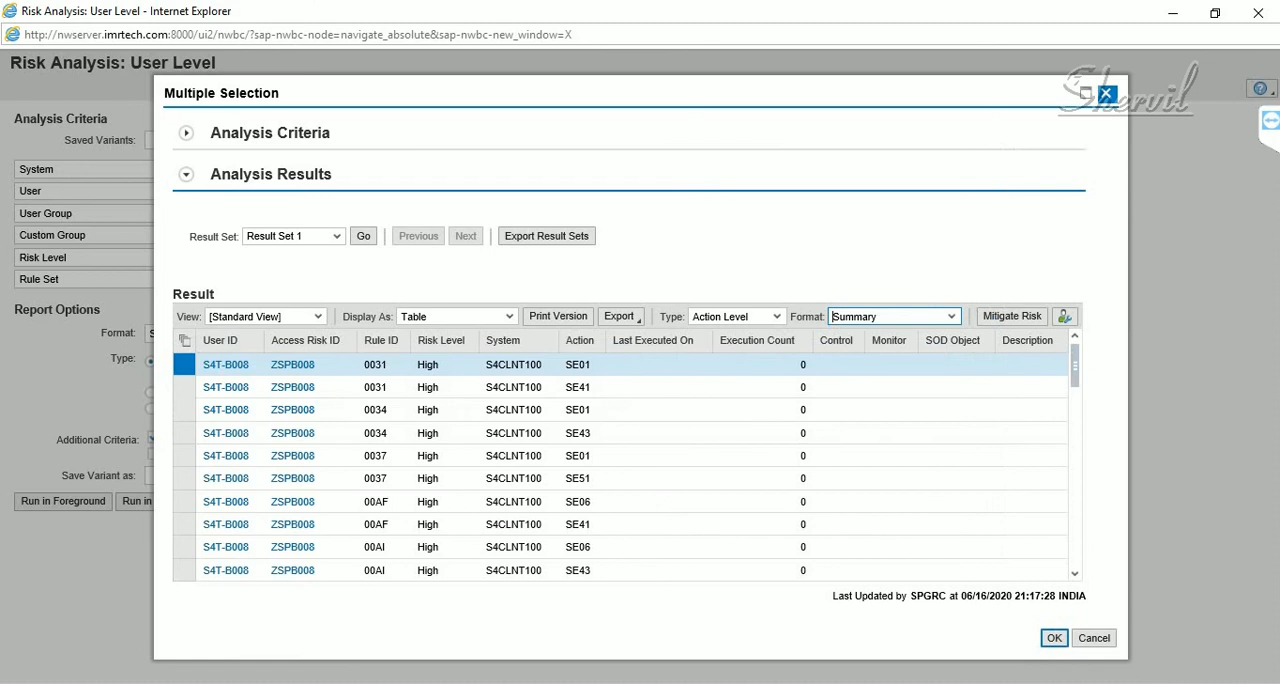 Risk Analysis: User Level - Internet Explorer
http://nwserver.imrtech.com:8000/ui2/nwbc/?sap-nwbc-node=navigate_absolute&sap-nwbc-new_window=X
Risk Analysis: User Level
Shervil
Multiple Selection
Analysis Criteria
Saved Variants:
System
User
User Group
Custom Group
Risk Level
Rule Set
Report Options
Format: S
Type:
Additional Criteria:
Save Variant as:
Run in Foreground Run in
Analysis Criteria
Analysis Results
Result Set: Result Set 1 Go Previous Next Export Result Sets
Result
View: [Standard View] Display As: Table Print Version Export Type: Action Level Format: Summary Mitigate Risk
User ID Access Risk ID Rule ID Risk Level System Action Last Executed On Execution Count Control Monitor SOD Object Description
S4T-B008 ZSPB008 0031 High S4CLNT100 SE01 0
S4T-B008 ZSPB008 0031 High S4CLNT100 SE41 0
S4T-B008 ZSPB008 0034 High S4CLNT100 SE01 0
S4T-B008 ZSPB008 0034 High S4CLNT100 SE43 0
S4T-B008 ZSPB008 0037 High S4CLNT100 SE01 0
S4T-B008 ZSPB008 0037 High S4CLNT100 SE51 0
S4T-B008 ZSPB008 00AF High S4CLNT100 SE06 0
S4T-B008 ZSPB008 00AF High S4CLNT100 SE41 0
S4T-B008 ZSPB008 00AI High S4CLNT100 SE06 0
S4T-B008 ZSPB008 00AI High S4CLNT100 SE43 0
Last Updated by SPGRC at 06/16/2020 21:17:28 INDIA
OK Cancel